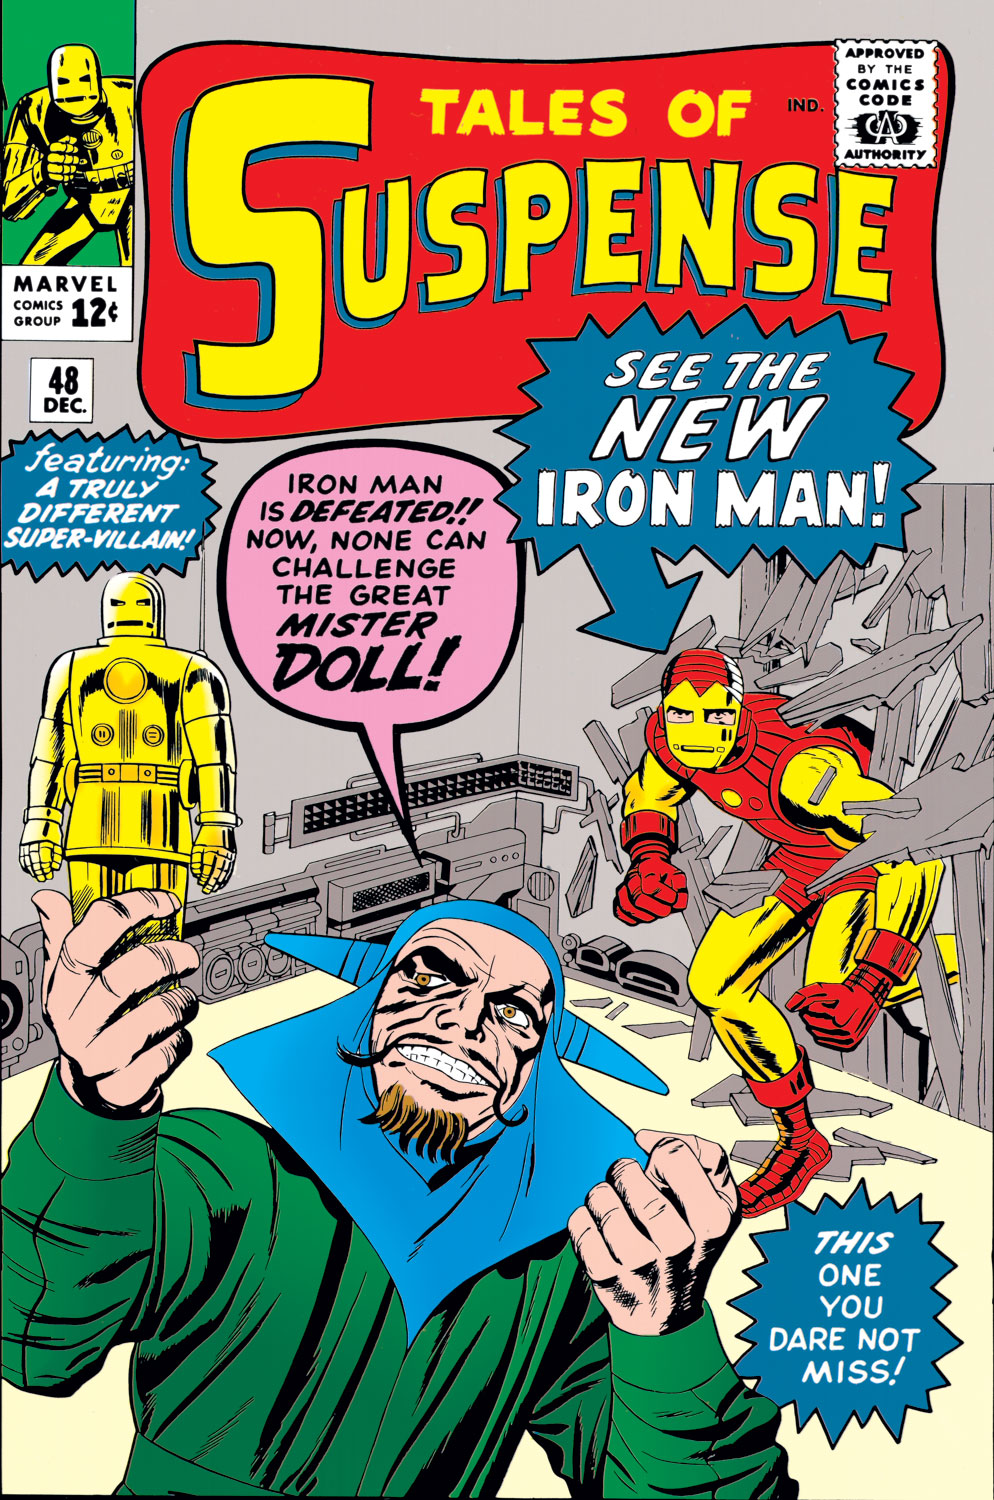 TALES OF
SUSPENSE
IND.
APPROVED
BY THE
COMICS
CODE
CA
AUTHORITY
MARVEL
COMICS
GROUP 12¢
48
DEC.
featuring:
A TRULY
DIFFERENT
SUPER-VILLAIN!
IRON MAN
IS DEFEATED!!
NOW, NONE CAN
CHALLENGE
THE GREAT
MISTER
DOLL!
SEE THE
NEW
IRON MAN!
THIS
ONE
YOU
DARE NOT
MISS!